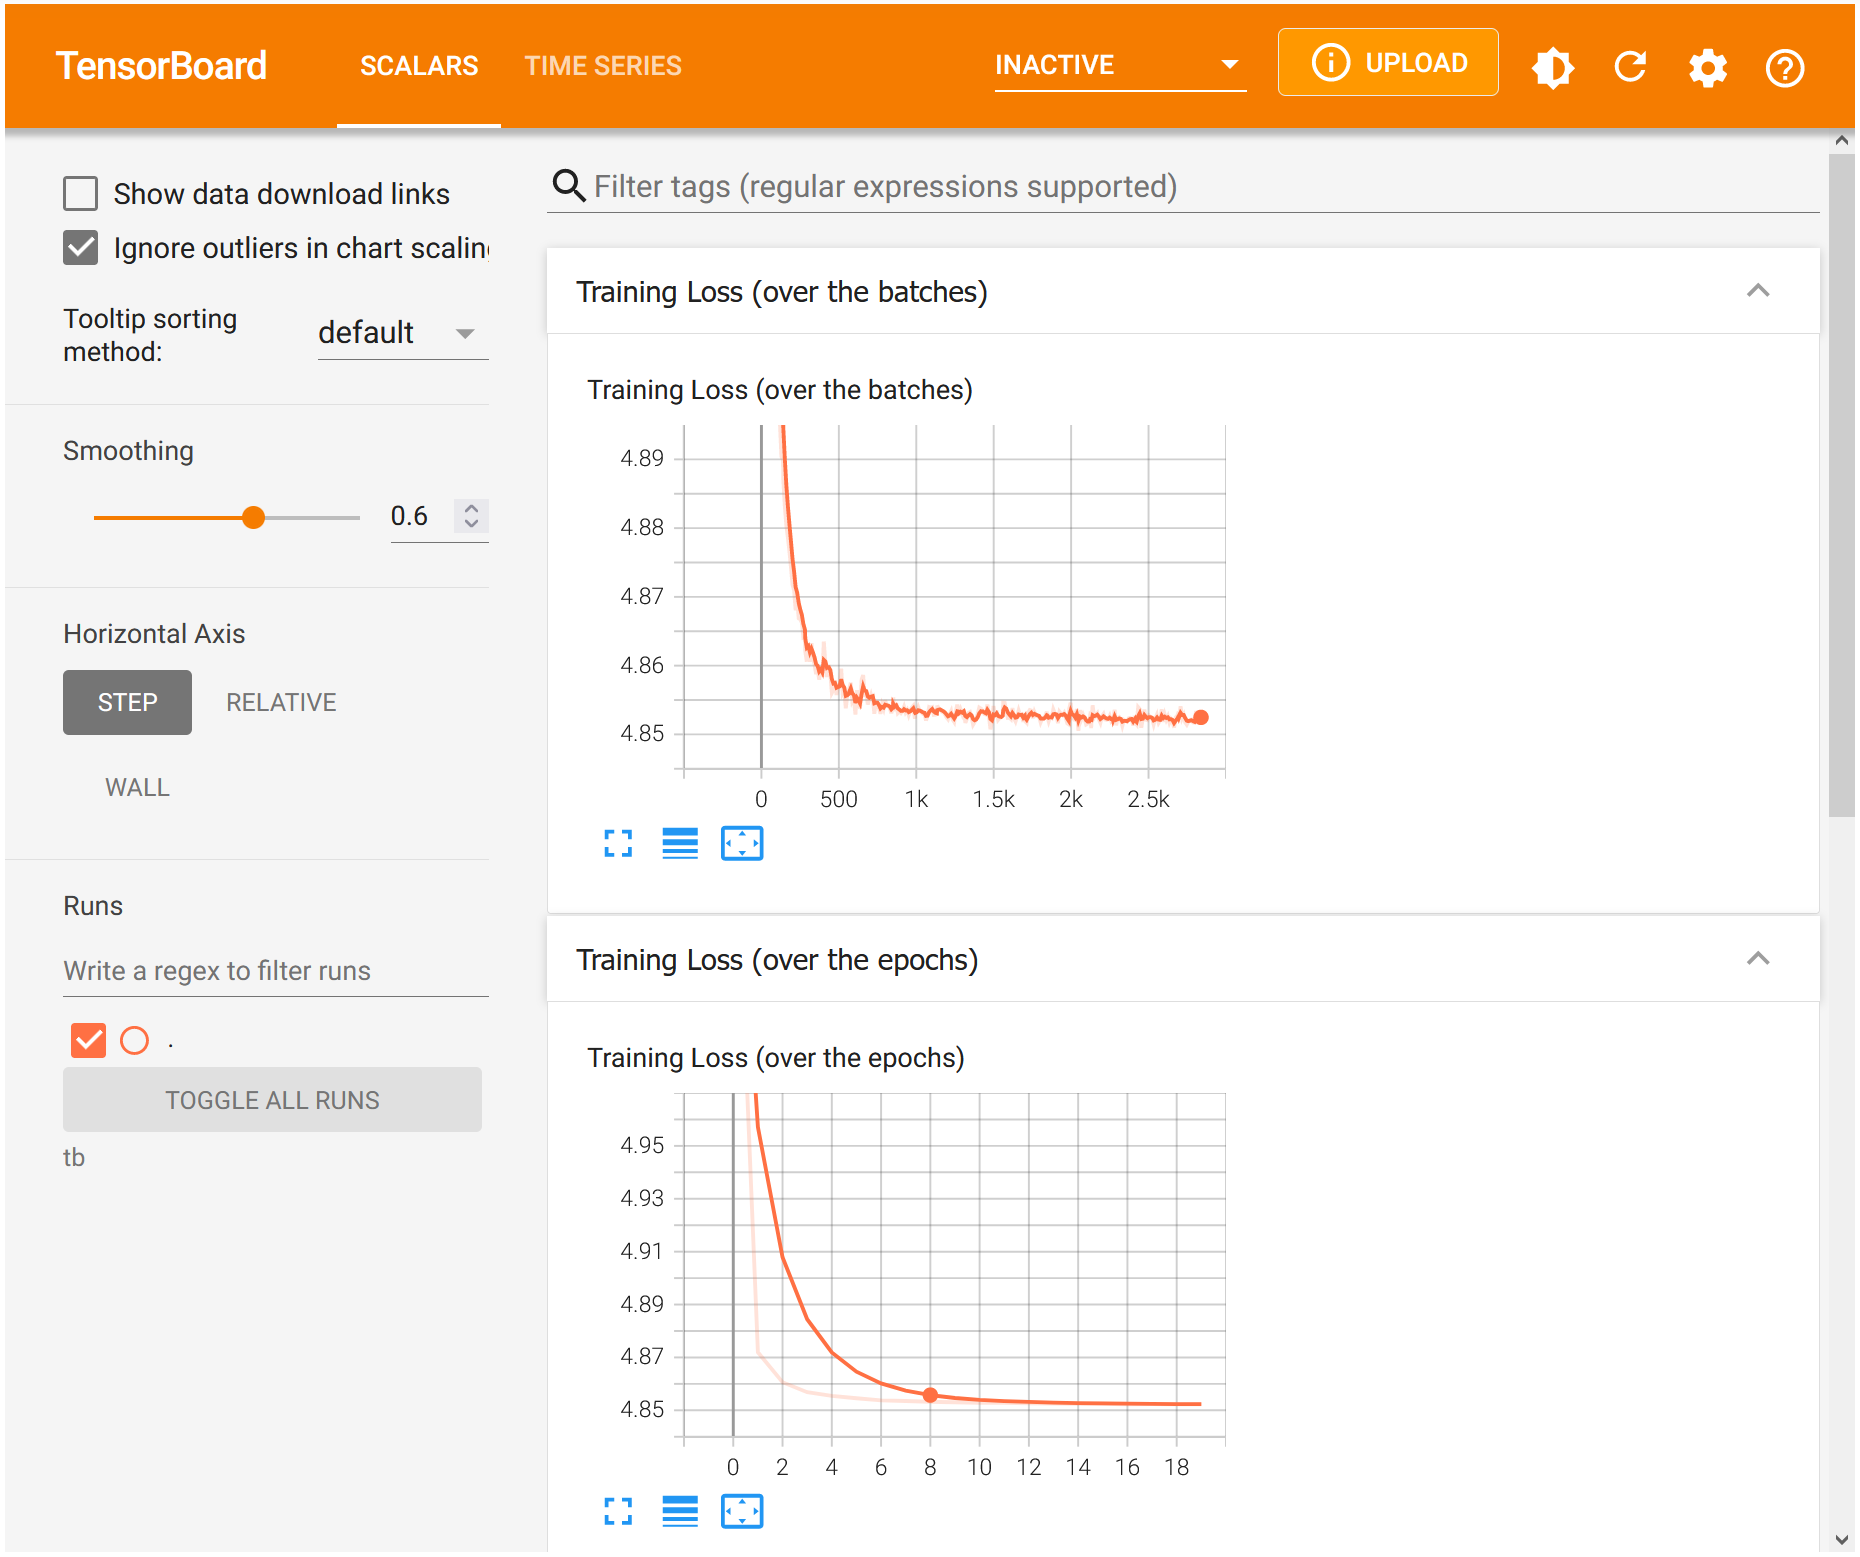 TensorBoard
SCALARS
TIME SERIES
INACTIVE
UPLOAD
Show data download links
Ignore outliers in chart scaling
Tooltip sorting
method:
default
Smoothing
0.6
Horizontal Axis
STEP
RELATIVE
WALL
Runs
Write a regex to filter runs
.
TOGGLE ALL RUNS
tb
Filter tags (regular expressions supported)
Training Loss (over the batches)
Training Loss (over the batches)
4.89
4.88
4.87
4.86
4.85
0 500 1k 1.5k 2k 2.5k
Training Loss (over the epochs)
Training Loss (over the epochs)
4.95
4.93
4.91
4.89
4.87
4.85
0 2 4 6 8 10 12 14 16 18